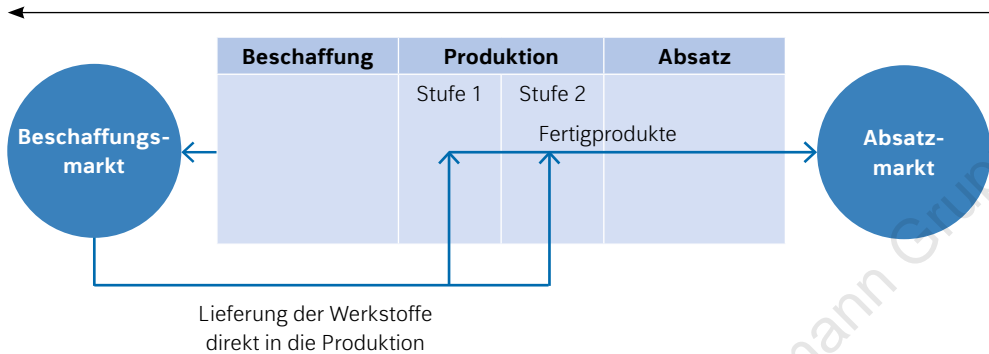 Beschaffung Produktion Absatz
Stufe 1 Stufe 2
Fertigprodukte
Beschaffungs-
markt
Absatz-
markt
Lieferung der Werkstoffe
direkt in die Produktion